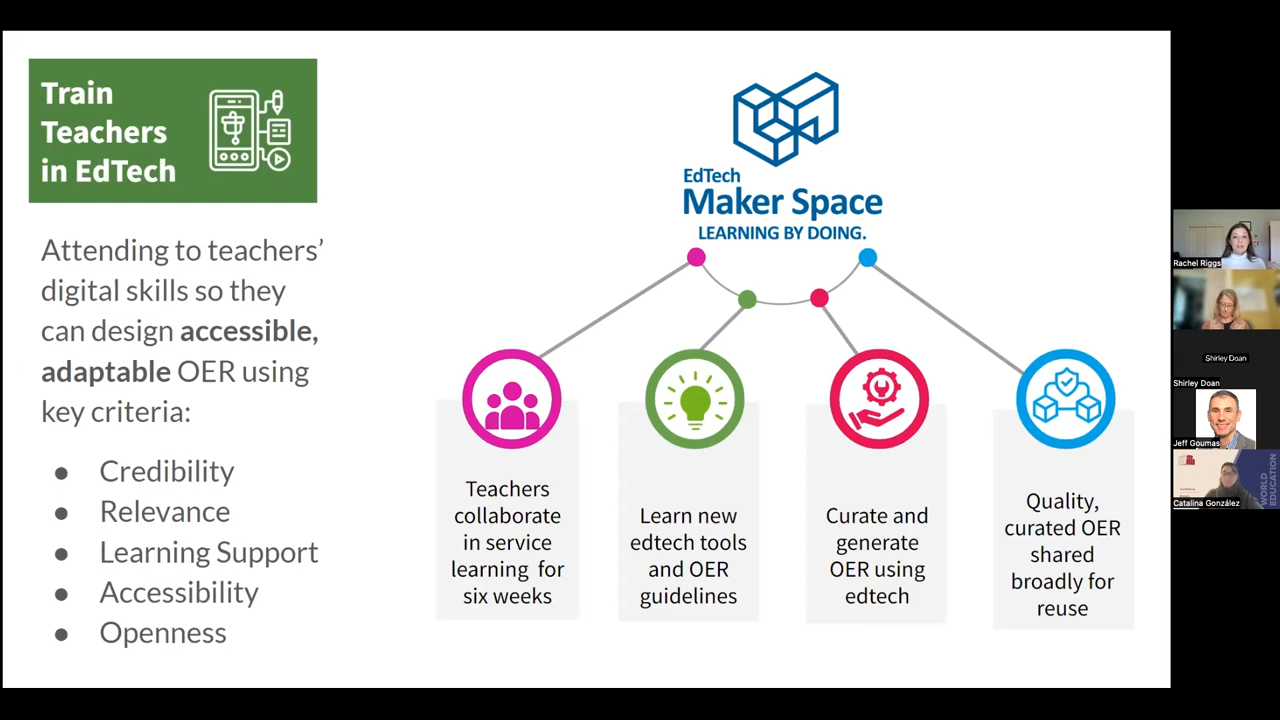 Train
Teachers
in EdTech
Attending to teachers’
digital skills so they
can design accessible,
adaptable OER using
key criteria:
● Credibility
● Relevance
● Learning Support
● Accessibility
● Openness
EdTech
Maker Space
LEARNING BY DOING.
Teachers
collaborate
in service
learning for
six weeks
Learn new
edtech tools
and OER
guidelines
Curate and
generate
OER using
edtech
Quality,
curated OER
shared
broadly for
reuse
Rachel Riggs
Shirley Doan
Shirley Doan
Jeff Goumas
Catalina González
WORLD
EDUCATION